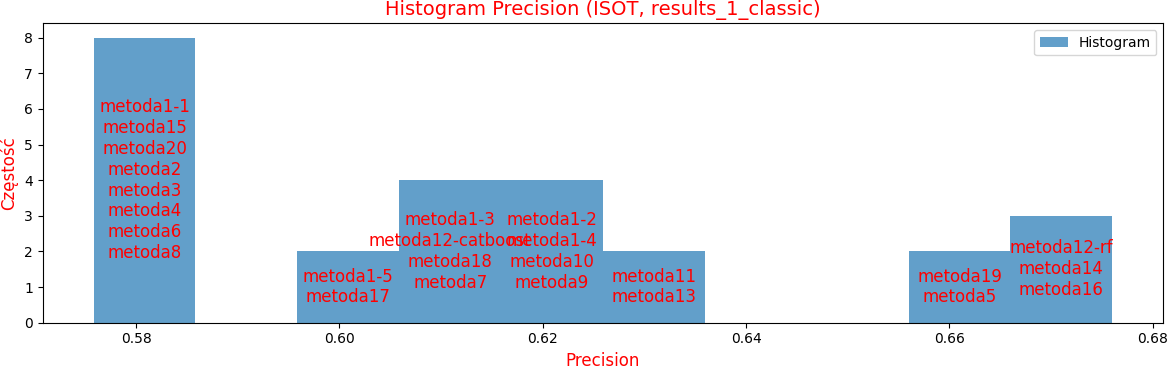 Histogram Precision (ISOT, results_1_classic)
Histogram
Częstość
8
7
6
5
4
3
2
1
0
metoda1-1
metoda15
metoda20
metoda2
metoda3
metoda4
metoda6
metoda8
metoda1-5
metoda17
metoda1-3
metoda12-catboost
metoda18
metoda7
metoda1-2
metoda1-4
metoda10
metoda9
metoda11
metoda13
metoda19
metoda5
metoda12-rf
metoda14
metoda16
0.58
0.60
0.62
0.64
0.66
0.68
Precision